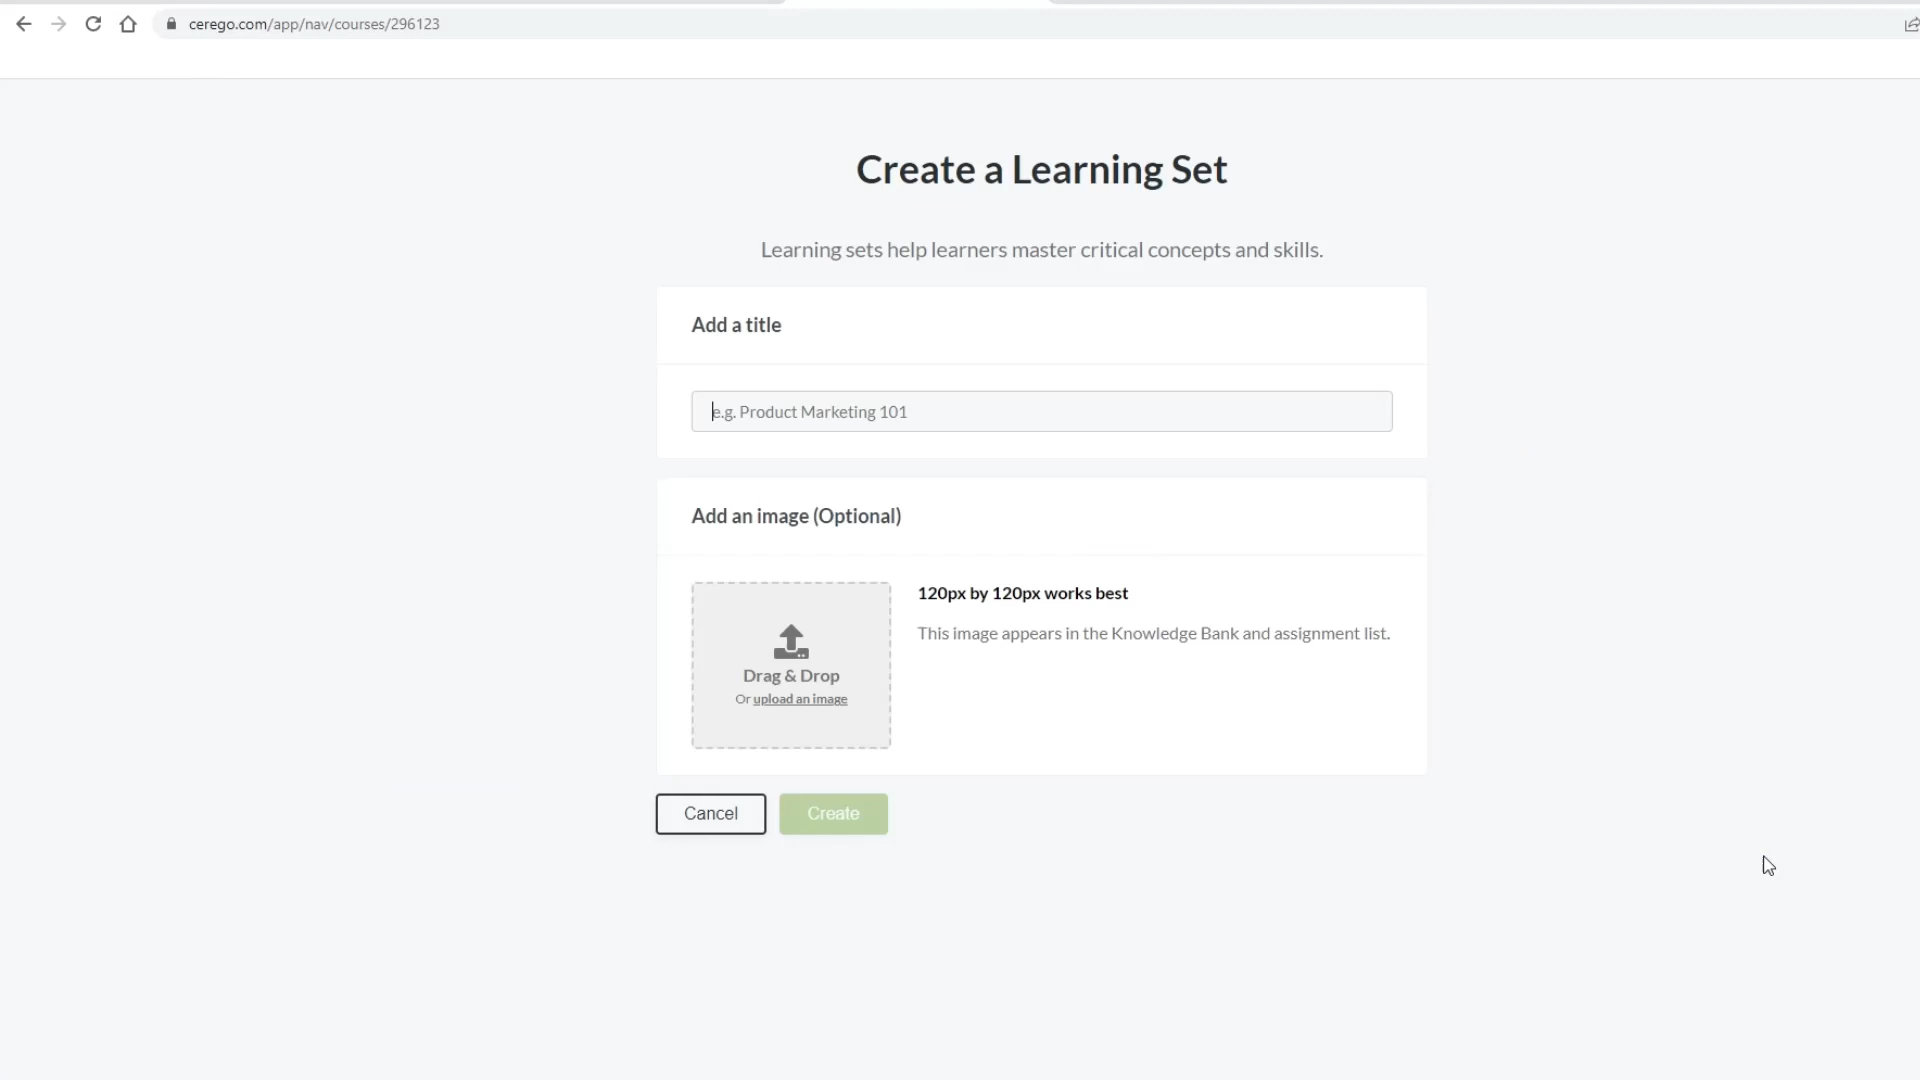 cerego.com/app/nav/courses/296123
Create a Learning Set
Learning sets help learners master critical concepts and skills.
Add a title
e.g. Product Marketing 101
Add an image (Optional)
120px by 120px works best
This image appears in the Knowledge Bank and assignment list.
Drag & Drop
Or upload an image
Cancel
Create